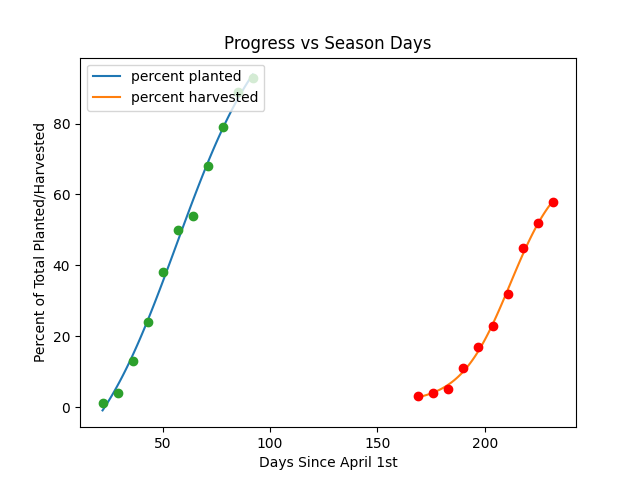 Progress vs Season Days
percent planted
percent harvested
Percent of Total Planted/Harvested
80
60
40
20
0
50
100
150
200
Days Since April 1st